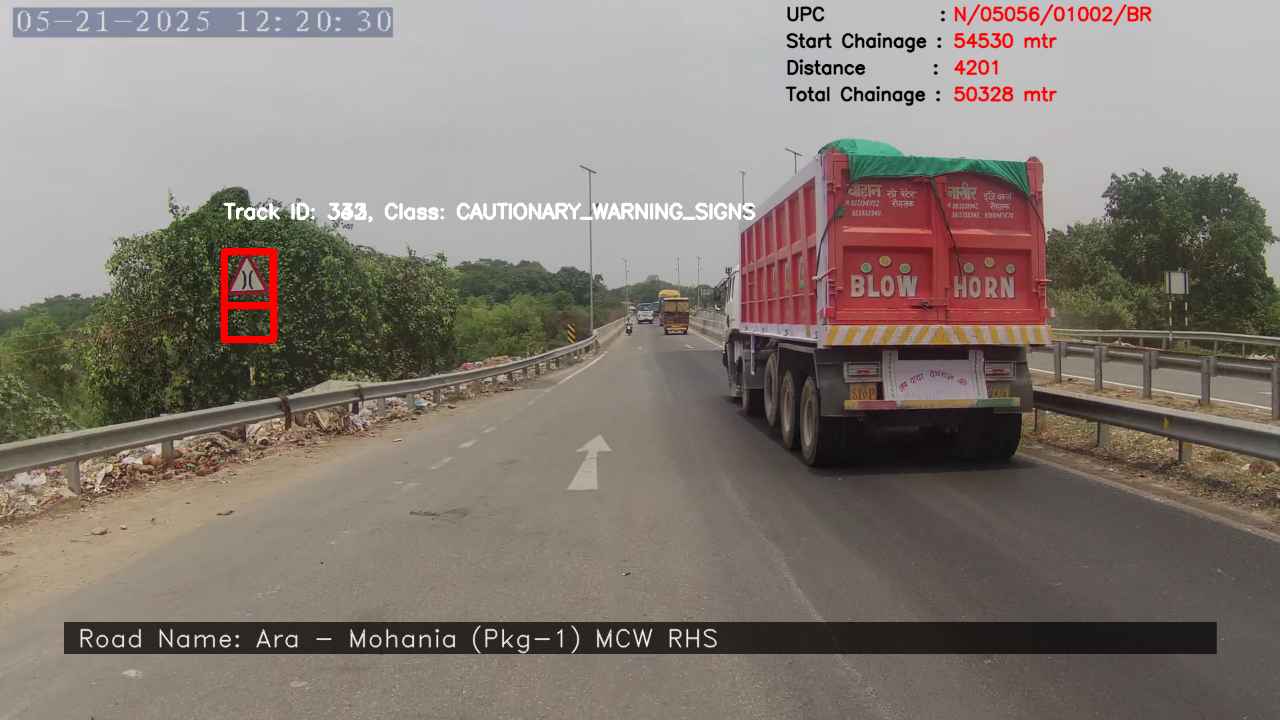 05-21-2025 12:20:30
UPC : N/05056/01002/BR
Start Chainage : 54530 mtr
Distance : 4201
Total Chainage : 50328 mtr
Track ID: 343, Class: CAUTIONARY_WARNING_SIGNS
BLOW HORN
Road Name: Ara - Mohania (Pkg-1) MCW RHS